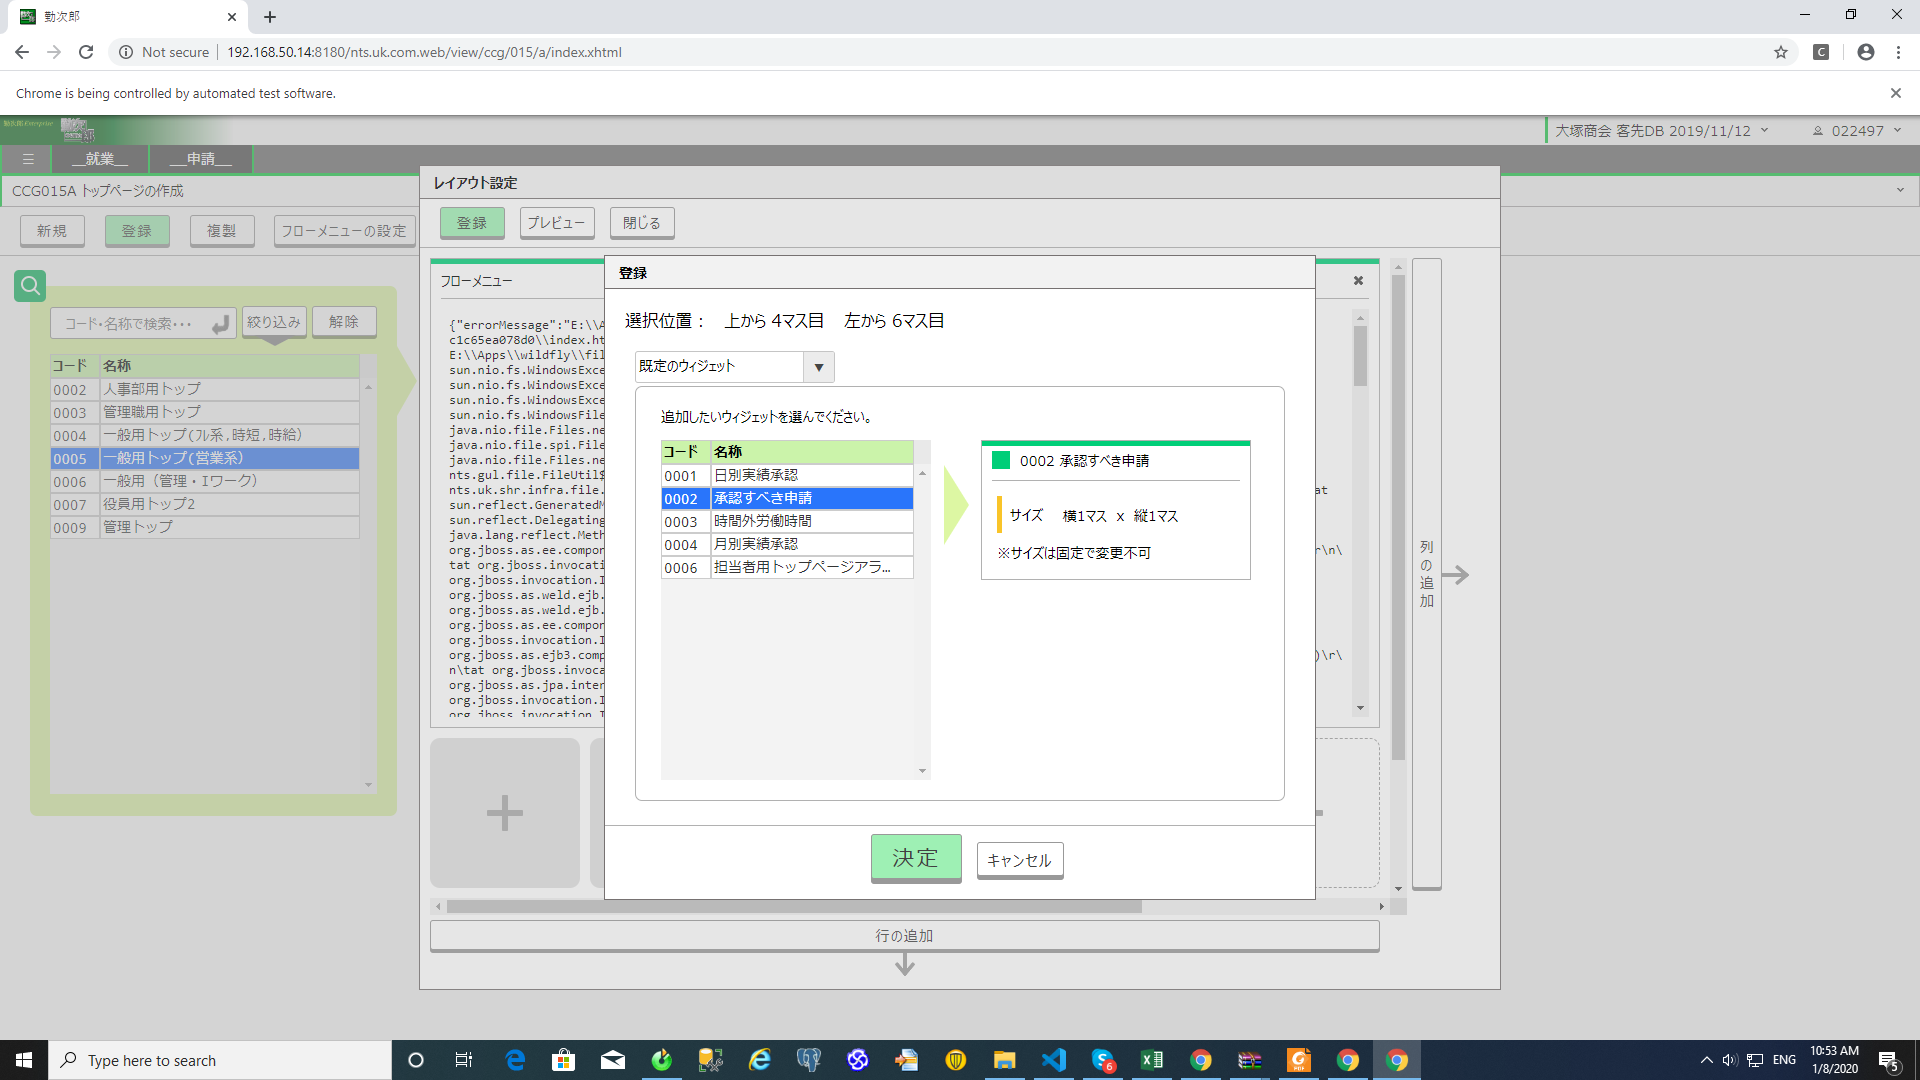 勤次郎
Not secure
192.168.50.14:8180/nts.uk.com.web/view/ccg/015/a/index.xhtml
C
Chrome is being controlled by automated test software.
大塚商会 客先DB 2019/11/12
022497
__就業__
__申請__
CCG015A トップページの作成
新規
登録
複製
フローメニューの設定
コード・名称で検索・・・
絞り込み
解除
コード 名称
0002 人事部用トップ
0003 管理職用トップ
0004 一般用トップ(ﾌﾚ系,時短,時給)
0005 一般用トップ(営業系)
0006 一般用（管理・Iワーク）
0007 役員用トップ2
0009 管理トップ
レイアウト設定
登録
プレビュー
閉じる
フローメニュー
{"errorMessage":"E:\\A
c1c65ea078d0\\index.ht
E:\\Apps\\wildfly\\fil
sun.nio.fs.WindowsExce
sun.nio.fs.WindowsExce
sun.nio.fs.WindowsExce
sun.nio.fs.WindowsFile
java.nio.file.Files.ne
java.nio.file.spi.File
java.nio.file.Files.ne
nts.gul.file.FileUtil$
nts.uk.shr.infra.file. at
sun.reflect.GeneratedM
sun.reflect.Delegating
java.lang.reflect.Meth
org.jboss.as.ee.compon r\n\
tat org.jboss.invocati
org.jboss.invocation.I
org.jboss.as.weld.ejb.
org.jboss.as.weld.ejb.
org.jboss.as.ee.compon
org.jboss.invocation.I
org.jboss.as.ejb3.comp )\r\
n\tat org.jboss.invoca
org.jboss.as.jpa.inter
org.jboss.invocation.I
org.jboss.invocation.I
列の追加
行の追加
登録
選択位置： 上から 4マス目 左から 6マス目
既定のウィジェット
追加したいウィジェットを選んでください。
コード 名称
0001 日別実績承認
0002 承認すべき申請
0003 時間外労働時間
0004 月別実績承認
0006 担当者用トップページアラ...
0002 承認すべき申請
サイズ 横1マス x 縦1マス
※サイズは固定で変更不可
決定
キャンセル
Type here to search
6
ENG
10:53 AM
1/8/2020
5